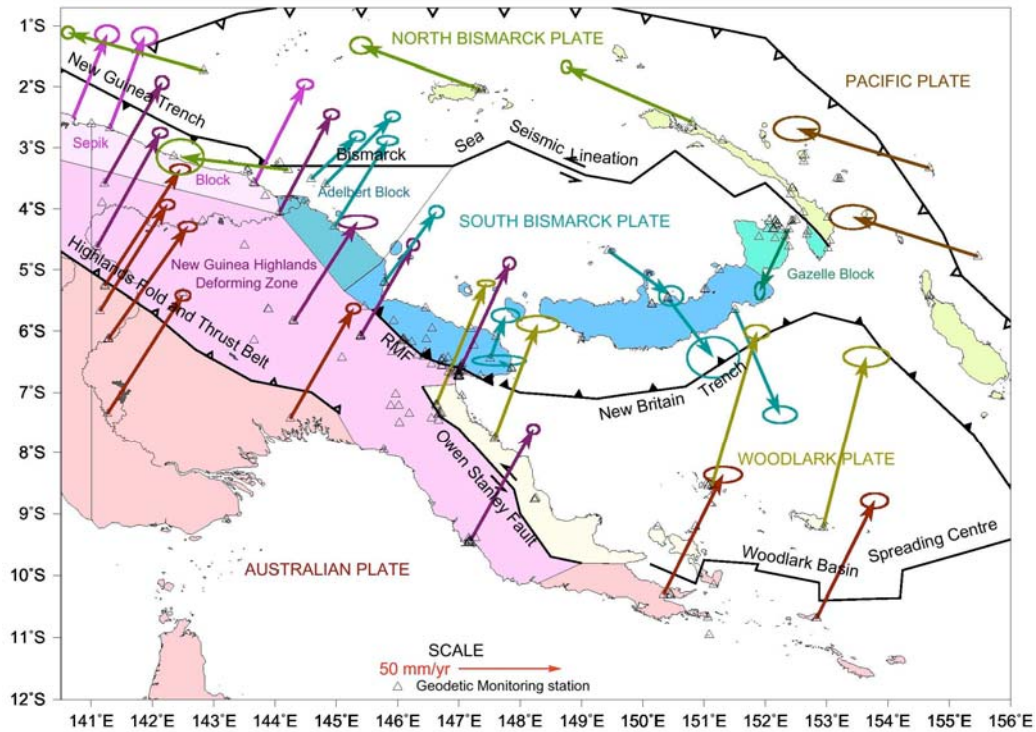 1°S
2°S
3°S
4°S
5°S
6°S
7°S
8°S
9°S
10°S
11°S
12°S
NORTH BISMARCK PLATE
PACIFIC PLATE
New Guinea Trench
Sepik
Block
Bismarck
Sea
Seismic Lineation
Adelbert Block
SOUTH BISMARCK PLATE
Gazelle Block
New Guinea Highlands
Deforming Zone
Highlands Fold and Thrust Belt
RMF
New Britain
Trench
Owen Stanley Fault
WOODLARK PLATE
Woodlark Basin
Spreading Centre
AUSTRALIAN PLATE
SCALE
50 mm/yr
Geodetic Monitoring station
141°E
142°E
143°E
144°E
145°E
146°E
147°E
148°E
149°E
150°E
151°E
152°E
153°E
154°E
155°E
156°E